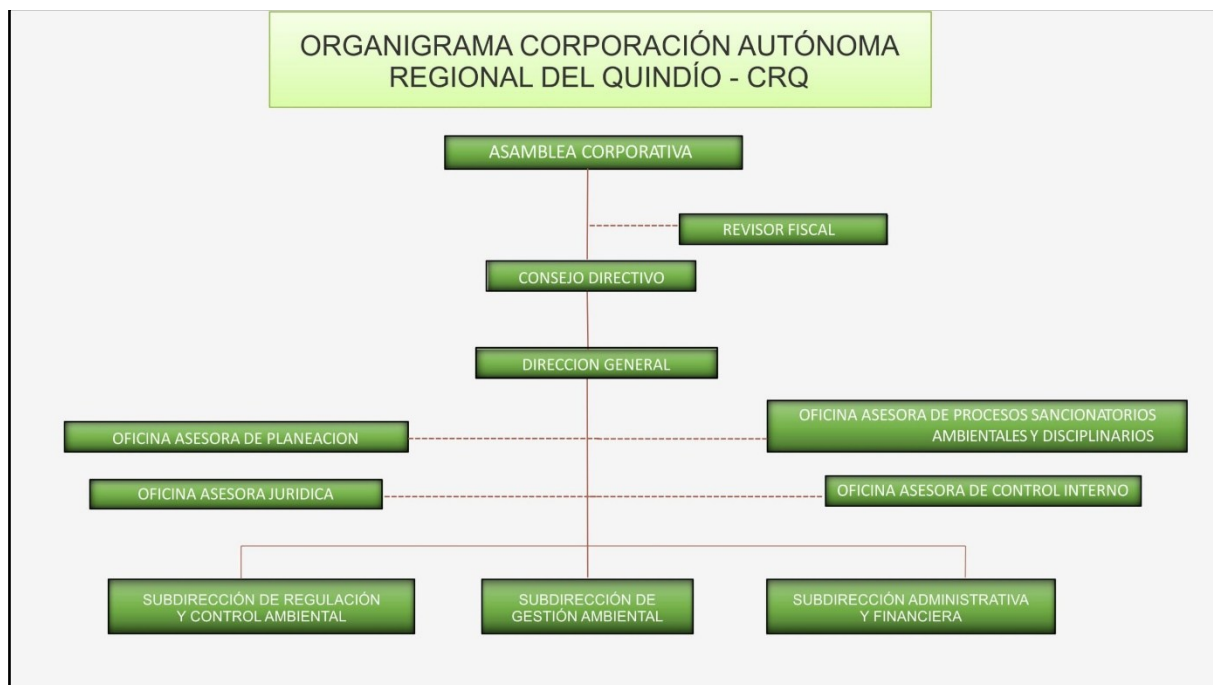 ORGANIGRAMA CORPORACIÓN AUTÓNOMA
REGIONAL DEL QUINDÍO - CRQ
ASAMBLEA CORPORATIVA
REVISOR FISCAL
CONSEJO DIRECTIVO
DIRECCION GENERAL
OFICINA ASESORA DE PLANEACION
OFICINA ASESORA DE PROCESOS SANCIONATORIOS
AMBIENTALES Y DISCIPLINARIOS
OFICINA ASESORA JURIDICA
OFICINA ASESORA DE CONTROL INTERNO
SUBDIRECCIÓN DE REGULACIÓN
Y CONTROL AMBIENTAL
SUBDIRECCIÓN DE
GESTIÓN AMBIENTAL
SUBDIRECCIÓN ADMINISTRATIVA
Y FINANCIERA